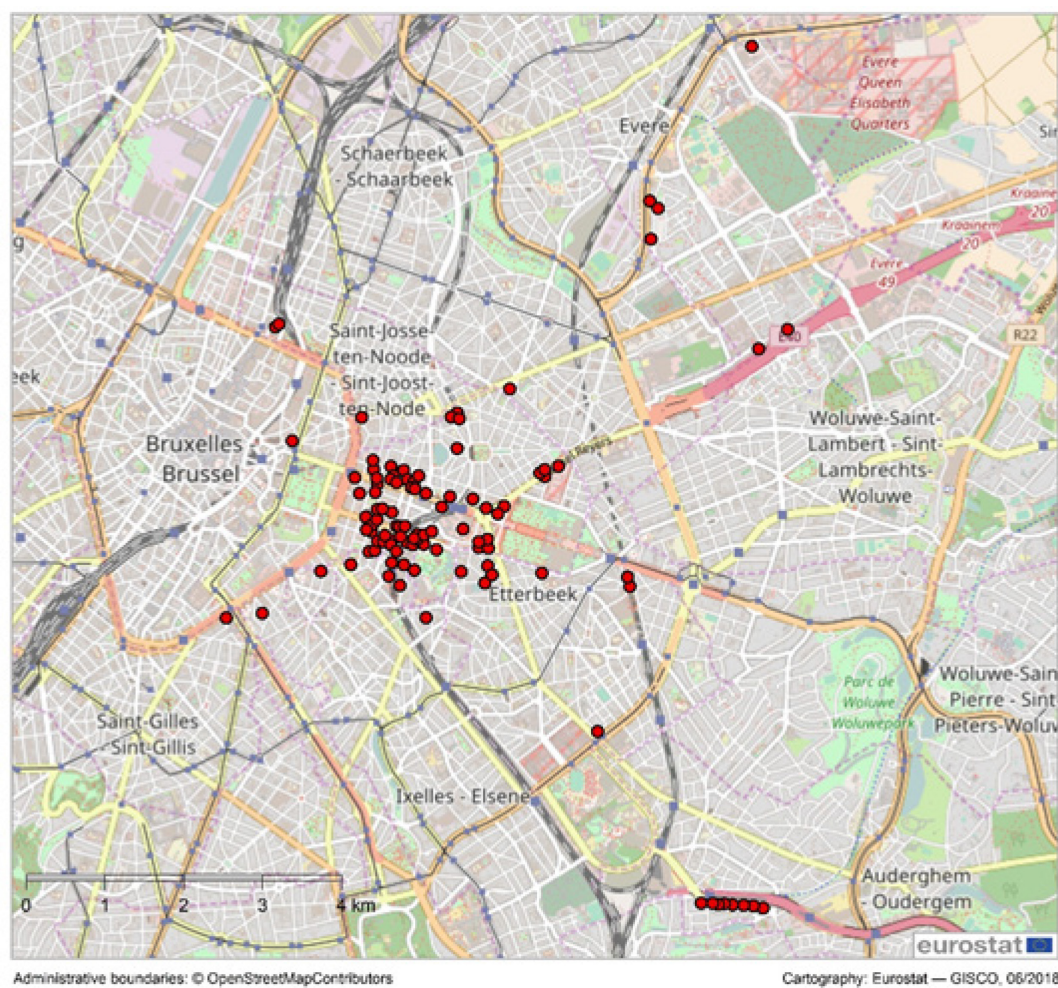 Evere
Queen
Elisabeth
Quarters
Evere
Schaerbeek
- Schaarbeek
Kraainem
20
Kraainem
20
Evere
49
Saint-Josse-
ten-Noode
- Sint-Joost-
ten-Node
E40
R22
eek
Bruxelles
Brussel
Woluwe-Saint-
Lambert - Sint-
Lambrechts-
Woluwe
Reyers
Etterbeek
Parc de
Woluwe
Woluwepark
Woluwe-Sain
Pierre - Sint
Pieters-Woluw
Saint-Gilles
Sint-Gillis
Ixelles - Elsene
Auderghem
- Oudergem
0 1 2 3 4 km
eurostat
Administrative boundaries: © OpenStreetMapContributors
Cartography: Eurostat — GISCO, 06/2018